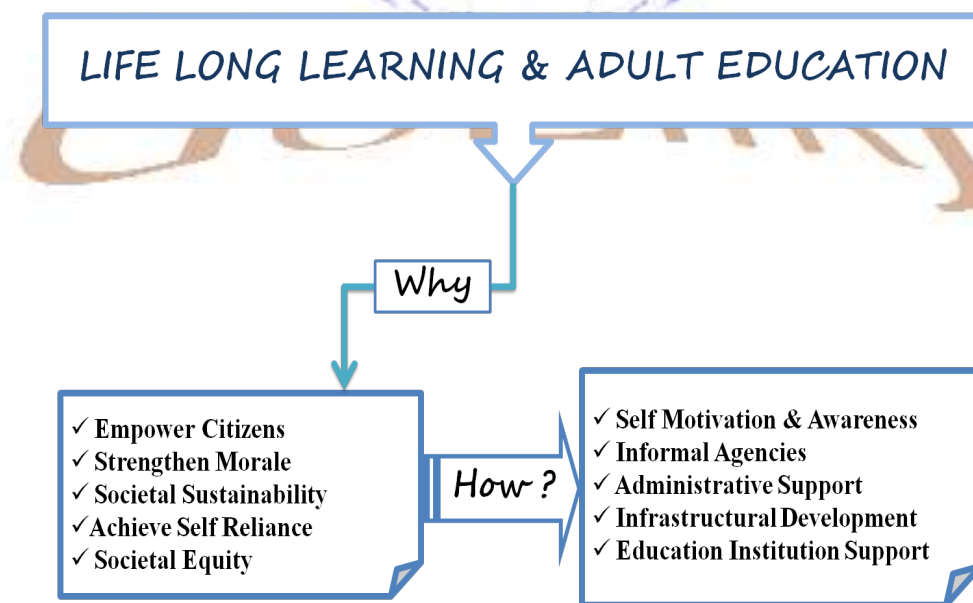 LIFE LONG LEARNING & ADULT EDUCATION
Why
✓ Empower Citizens
✓ Strengthen Morale
✓ Societal Sustainability
✓ Achieve Self Reliance
✓ Societal Equity
How ?
✓ Self Motivation & Awareness
✓ Informal Agencies
✓ Administrative Support
✓ Infrastructural Development
✓ Education Institution Support